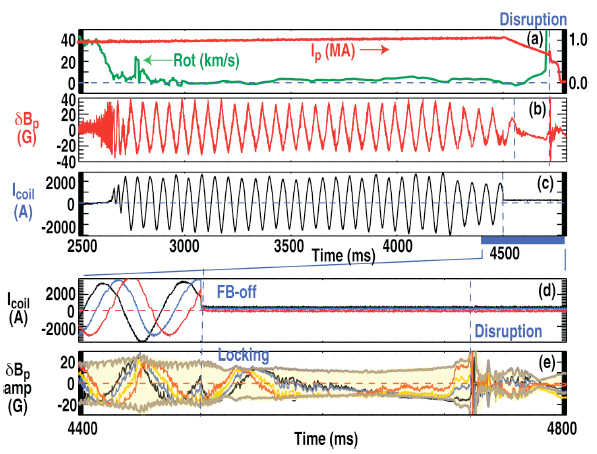 Disruption
40
20
0
Rot (km/s)
Ip (MA)
(a)
1.0
0.0
δBp
(G)
40
20
0
-20
-40
(b)
Icoil
(A)
2000
0
-2000
(c)
2500
3000
3500
4000
4500
Time (ms)
Icoil
(A)
2000
0
-2000
FB-off
(d)
Disruption
δBp
amp
(G)
20
0
-20
Locking
(e)
4400
Time (ms)
4800